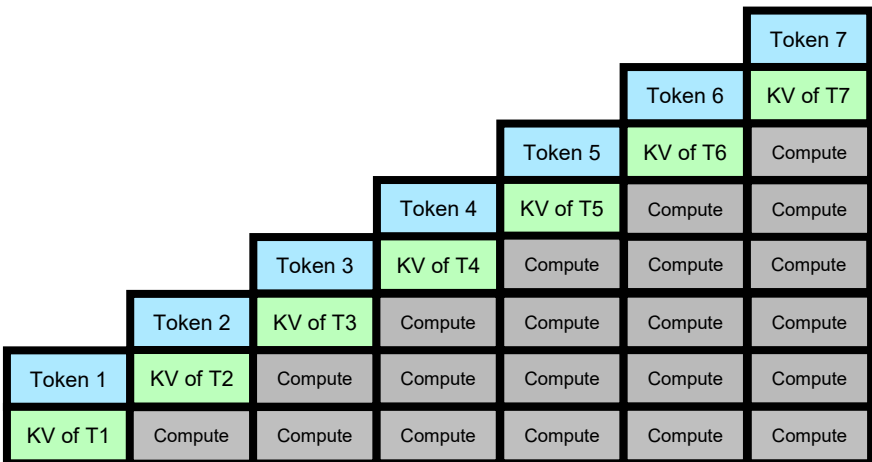 Token 7
Token 6 KV of T7
Token 5 KV of T6 Compute
Token 4 KV of T5 Compute Compute
Token 3 KV of T4 Compute Compute Compute
Token 2 KV of T3 Compute Compute Compute Compute
Token 1 KV of T2 Compute Compute Compute Compute Compute
KV of T1 Compute Compute Compute Compute Compute Compute